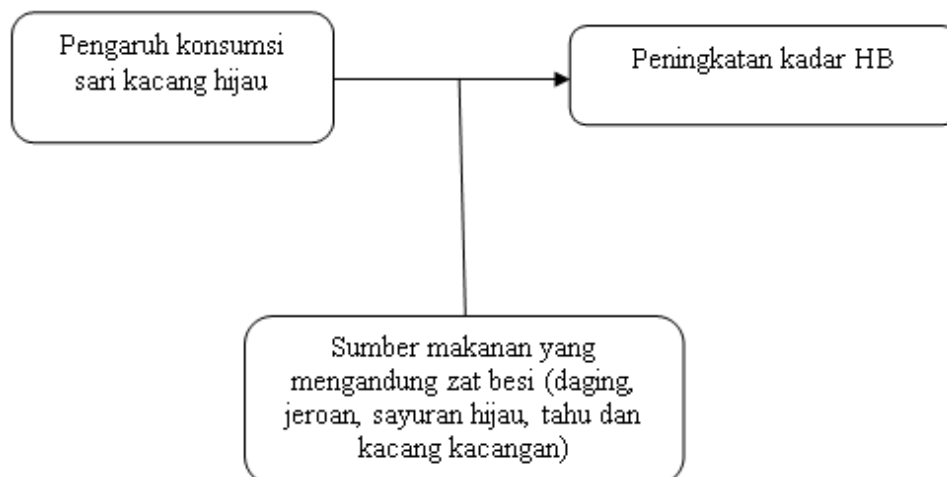 Pengaruh konsumsi
sari kacang hijau
Peningkatan kadar HB
Sumber makanan yang
mengandung zat besi (daging,
jeroan, sayuran hijau, tahu dan
kacang kacangan)